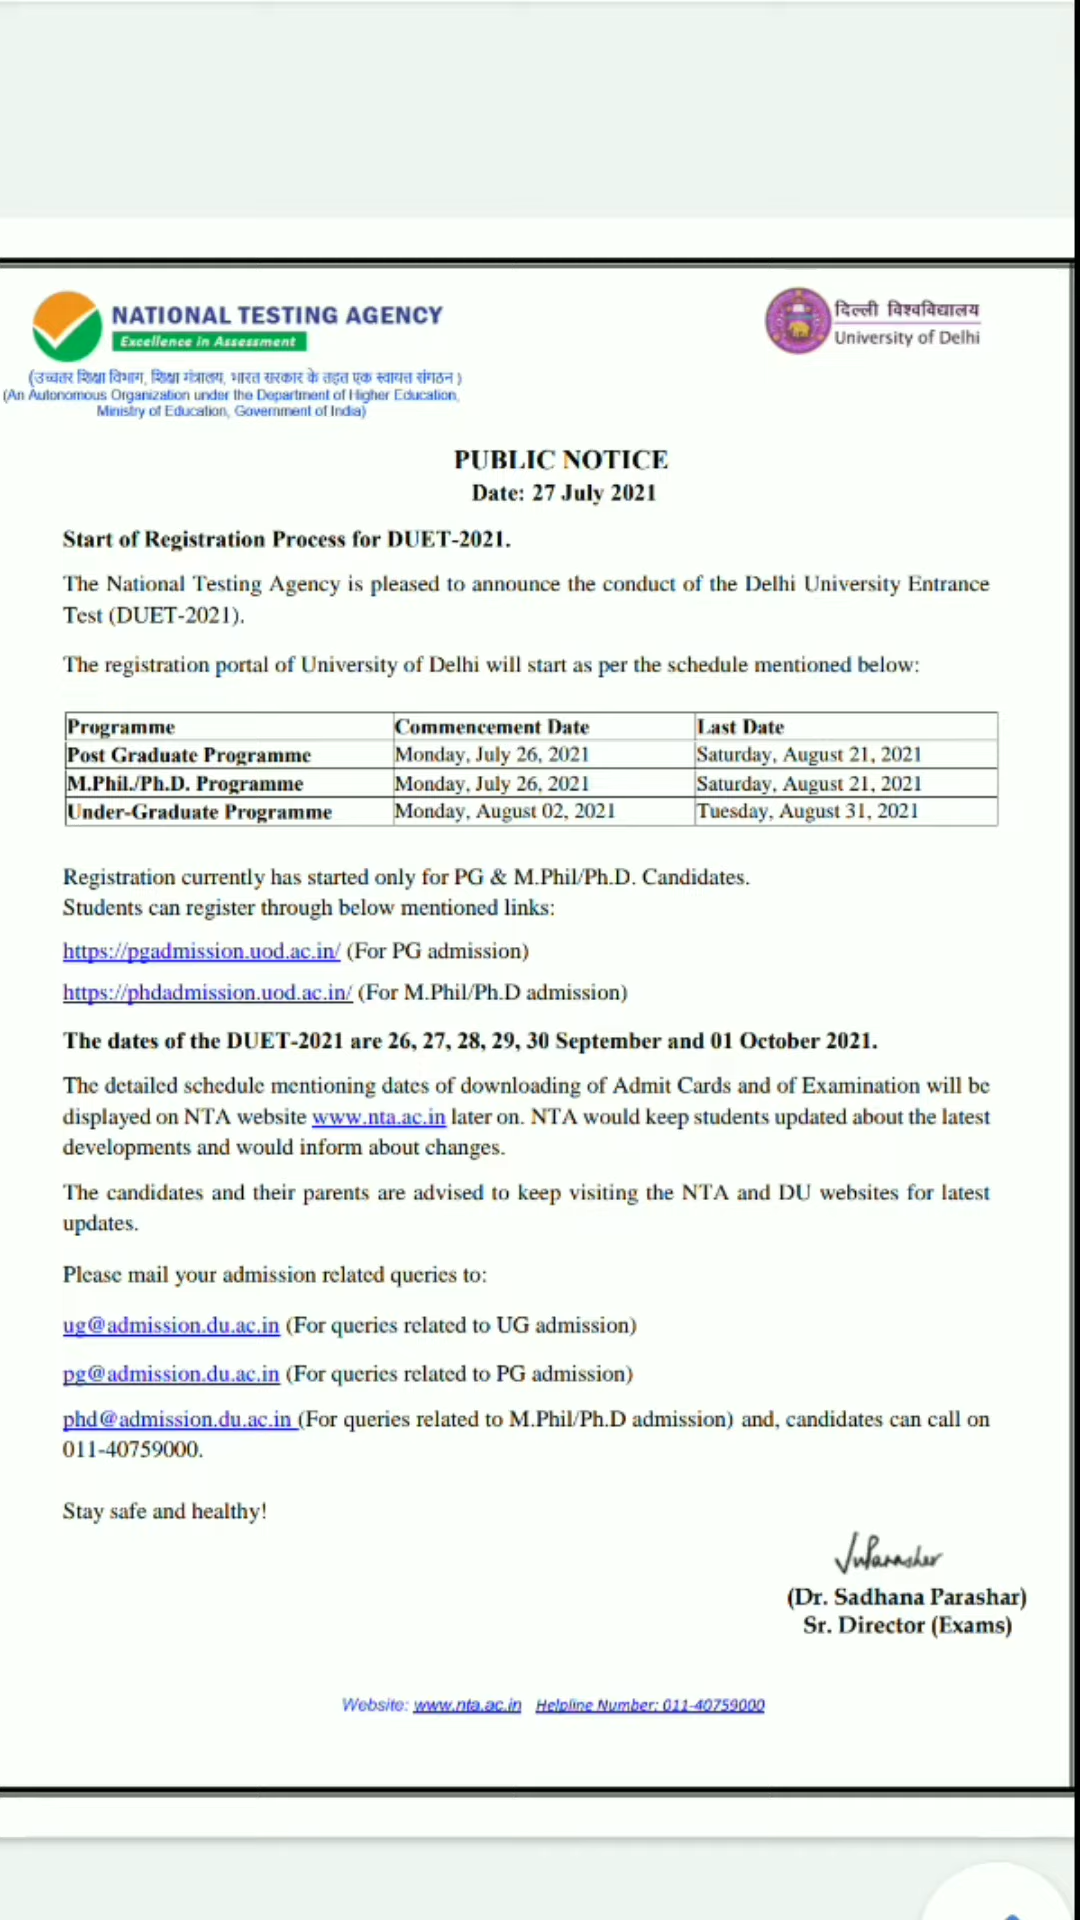 NATIONAL TESTING AGENCY
Excellence in Assessment
(उच्चतर शिक्षा विभाग, शिक्षा मंत्रालय, भारत सरकार के तहत एक स्वायत्त संगठन )
(An Autonomous Organization under the Department of Higher Education,
Ministry of Education, Government of India)
दिल्ली विश्वविद्यालय
University of Delhi
PUBLIC NOTICE
Date: 27 July 2021
Start of Registration Process for DUET-2021.
The National Testing Agency is pleased to announce the conduct of the Delhi University Entrance
Test (DUET-2021).
The registration portal of University of Delhi will start as per the schedule mentioned below:
Programme Commencement Date Last Date
Post Graduate Programme Monday, July 26, 2021 Saturday, August 21, 2021
M.Phil./Ph.D. Programme Monday, July 26, 2021 Saturday, August 21, 2021
Under-Graduate Programme Monday, August 02, 2021 Tuesday, August 31, 2021
Registration currently has started only for PG & M.Phil/Ph.D. Candidates.
Students can register through below mentioned links:
https://pgadmission.uod.ac.in/ (For PG admission)
https://phdadmission.uod.ac.in/ (For M.Phil/Ph.D admission)
The dates of the DUET-2021 are 26, 27, 28, 29, 30 September and 01 October 2021.
The detailed schedule mentioning dates of downloading of Admit Cards and of Examination will be
displayed on NTA website www.nta.ac.in later on. NTA would keep students updated about the latest
developments and would inform about changes.
The candidates and their parents are advised to keep visiting the NTA and DU websites for latest
updates.
Please mail your admission related queries to:
ug@admission.du.ac.in (For queries related to UG admission)
pg@admission.du.ac.in (For queries related to PG admission)
phd@admission.du.ac.in (For queries related to M.Phil/Ph.D admission) and, candidates can call on
011-40759000.
Stay safe and healthy!
(Dr. Sadhana Parashar)
Sr. Director (Exams)
Website: www.nta.ac.in Helpline Number: 011-40759000